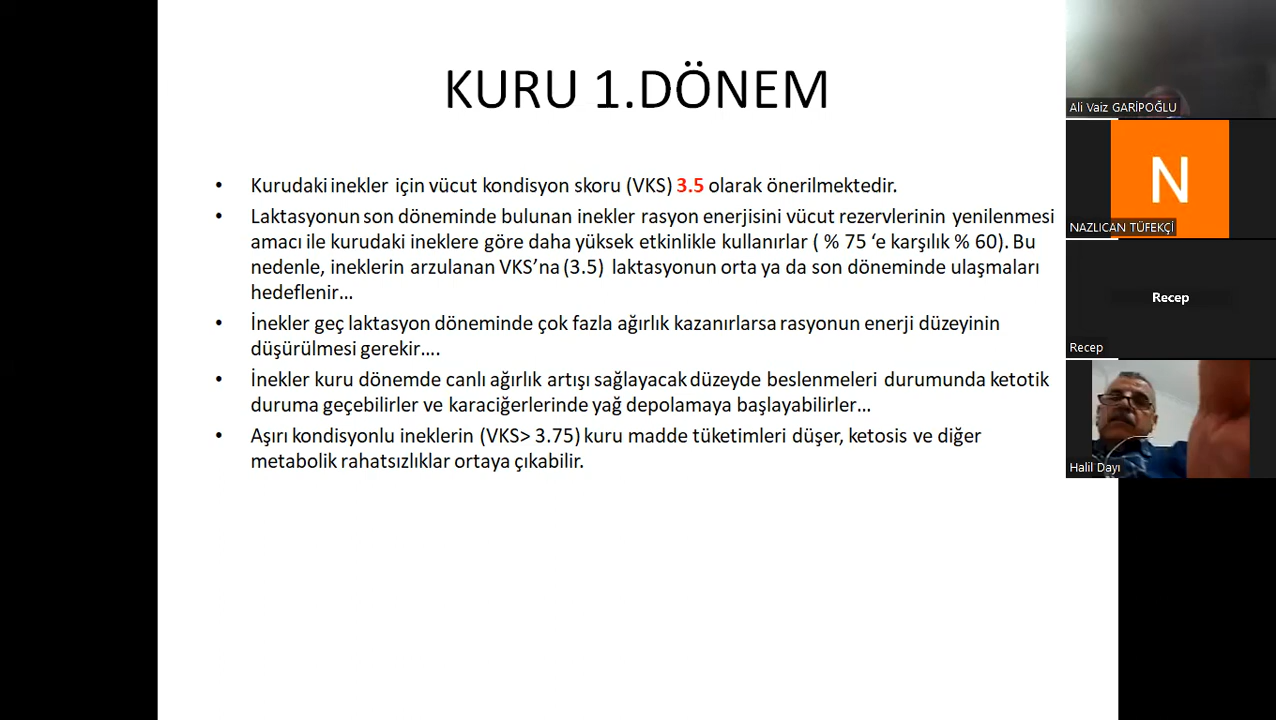 KURU 1.DÖNEM
• Kurudaki inekler için vücut kondisyon skoru (VKS) 3.5 olarak önerilmektedir.
• Laktasyonun son döneminde bulunan inekler rasyon enerjisini vücut rezervlerinin yenilenmesi
amacı ile kurudaki ineklere göre daha yüksek etkinlikle kullanırlar ( % 75 ‘e karşılık % 60). Bu
nedenle, ineklerin arzulanan VKS’na (3.5) laktasyonun orta ya da son döneminde ulaşmaları
hedeflenir…
• İnekler geç laktasyon döneminde çok fazla ağırlık kazanırlarsa rasyonun enerji düzeyinin
düşürülmesi gerekir….
• İnekler kuru dönemde canlı ağırlık artışı sağlayacak düzeyde beslenmeleri durumunda ketotik
duruma geçebilirler ve karaciğerlerinde yağ depolamaya başlayabilirler…
• Aşırı kondisyonlu ineklerin (VKS> 3.75) kuru madde tüketimleri düşer, ketosis ve diğer
metabolik rahatsızlıklar ortaya çıkabilir.
Ali Vaiz GARİPOĞLU
N
NAZLICAN TÜFEKÇİ
Recep
Recep
Halil Dayı